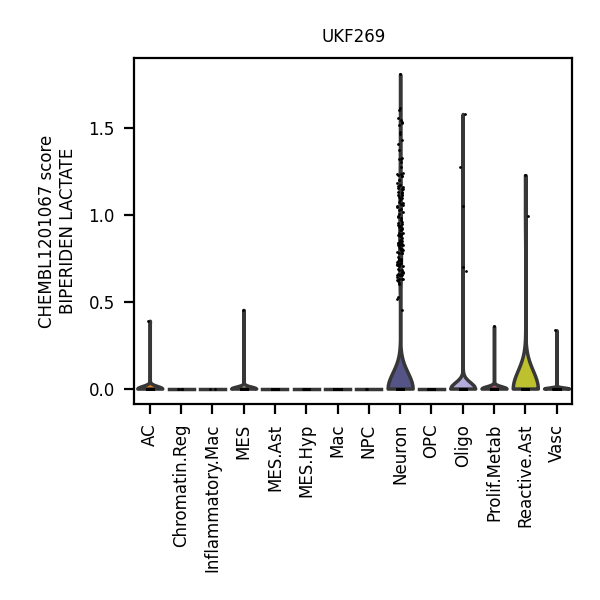 UKF269
CHEMBL1201067 score
BIPERIDEN LACTATE
1.5
1.0
0.5
0.0
AC
Chromatin.Reg
Inflammatory.Mac
MES
MES.Ast
MES.Hyp
Mac
NPC
Neuron
OPC
Oligo
Prolif.Metab
Reactive.Ast
Vasc